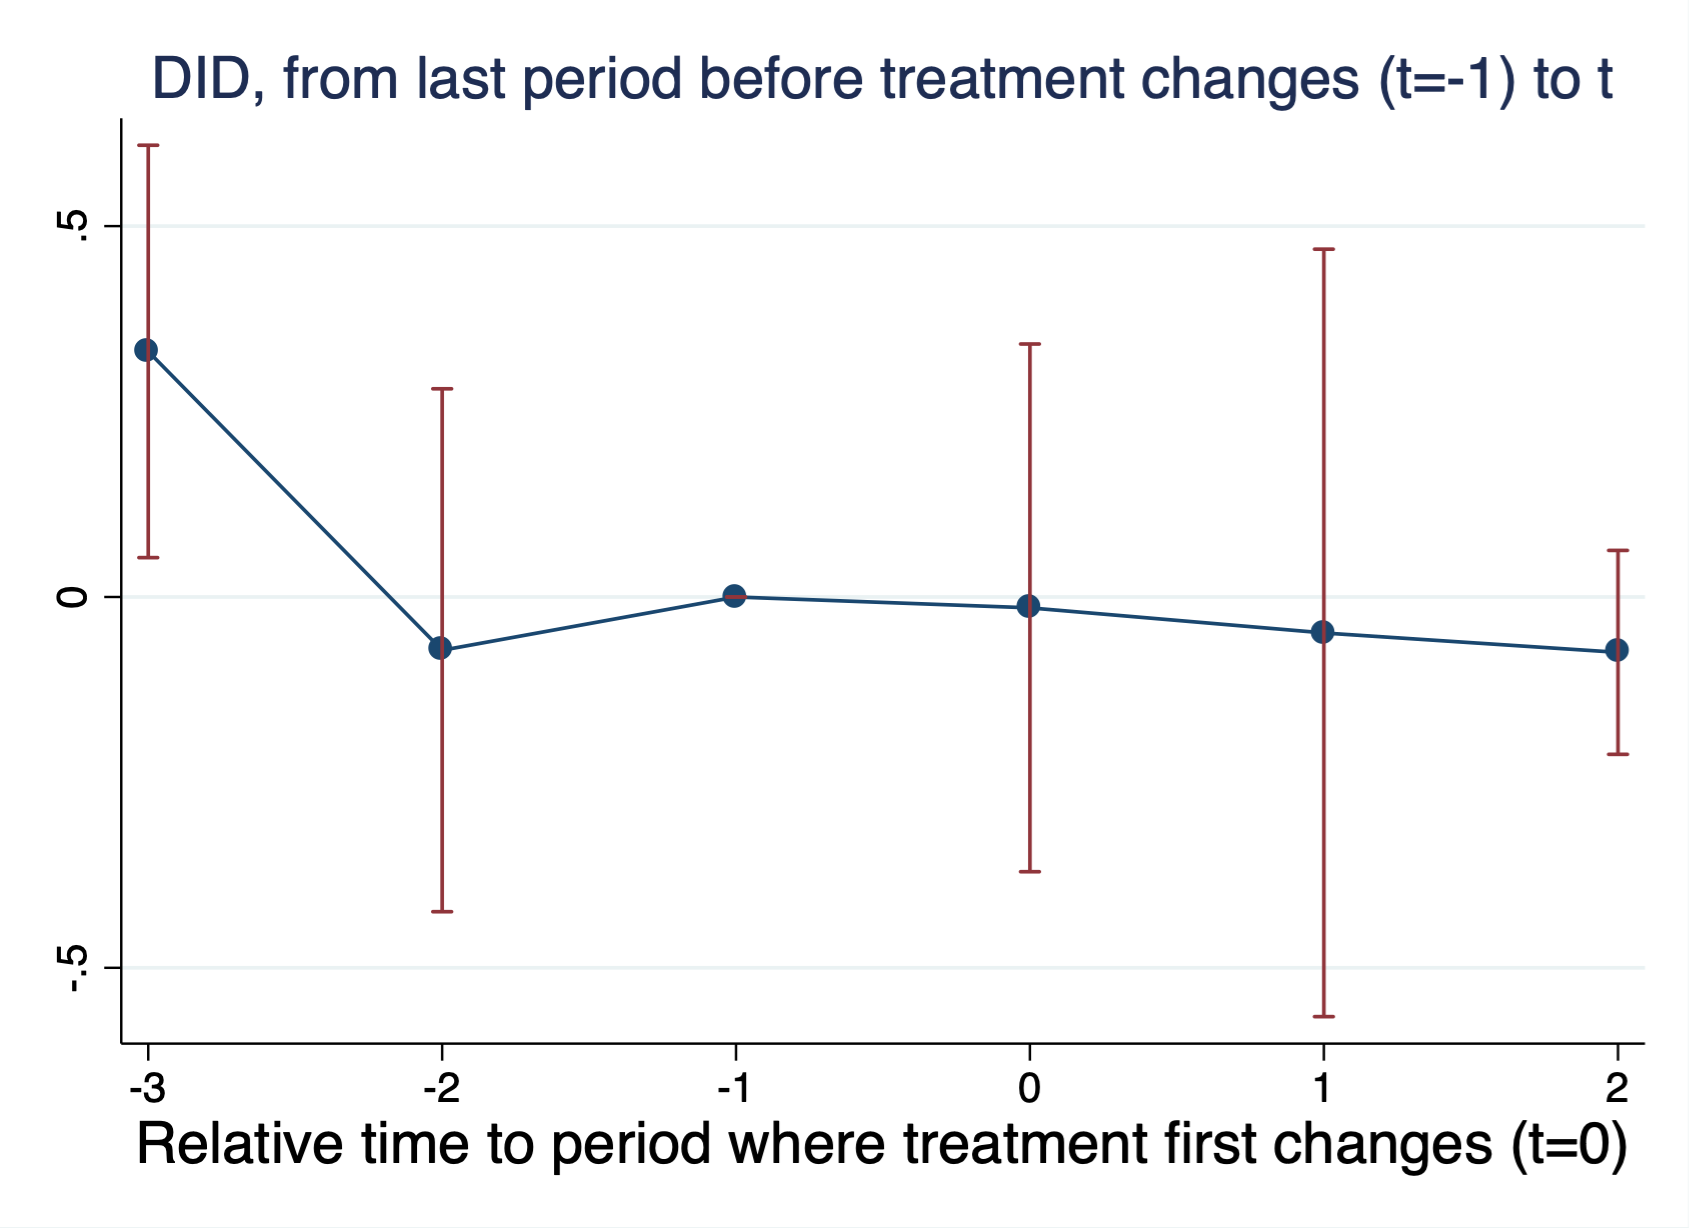 DID, from last period before treatment changes (t=-1) to t
.5
0
-.5
-3 -2 -1 0 1 2
Relative time to period where treatment first changes (t=0)